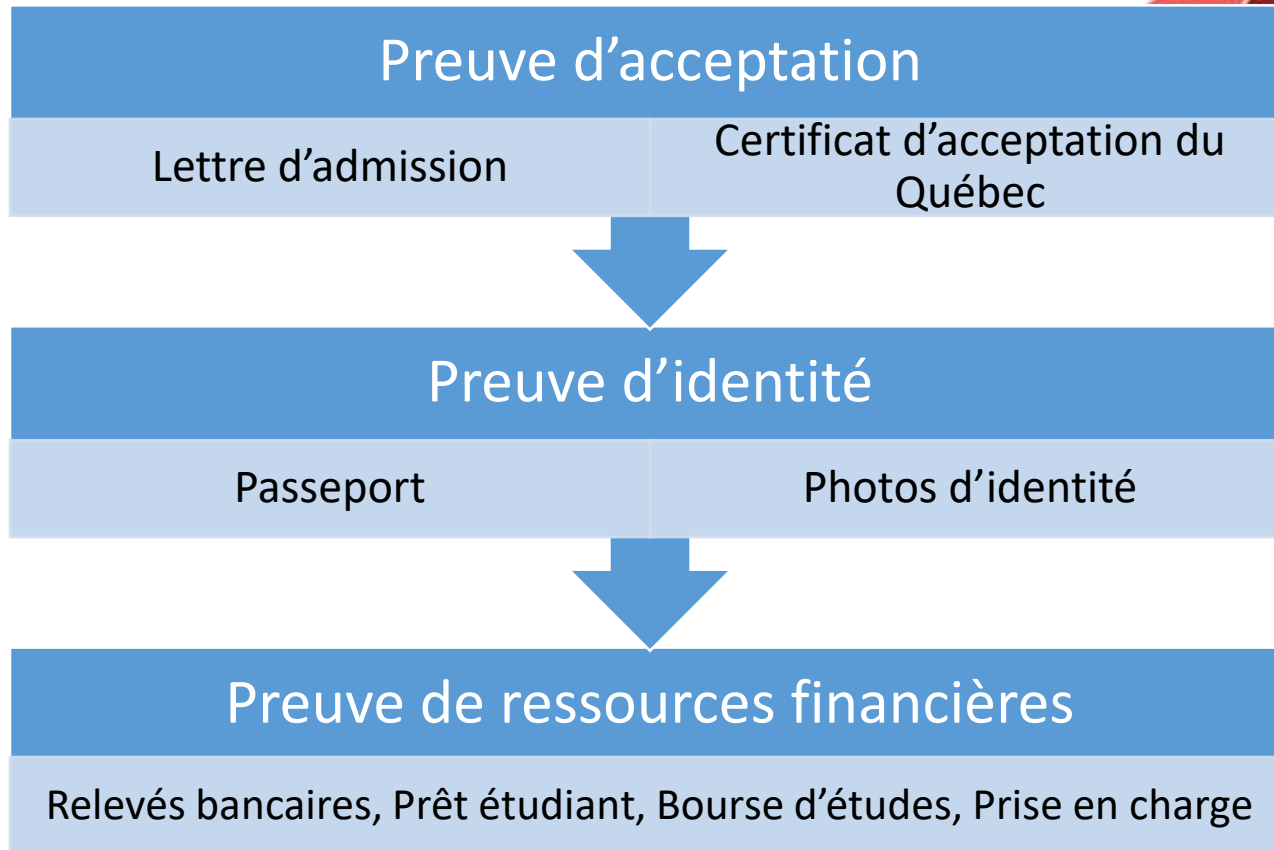 Preuve d’acceptation
Lettre d’admission
Certificat d’acceptation du
Québec
Preuve d’identité
Passeport
Photos d’identité
Preuve de ressources financières
Relevés bancaires, Prêt étudiant, Bourse d’études, Prise en charge